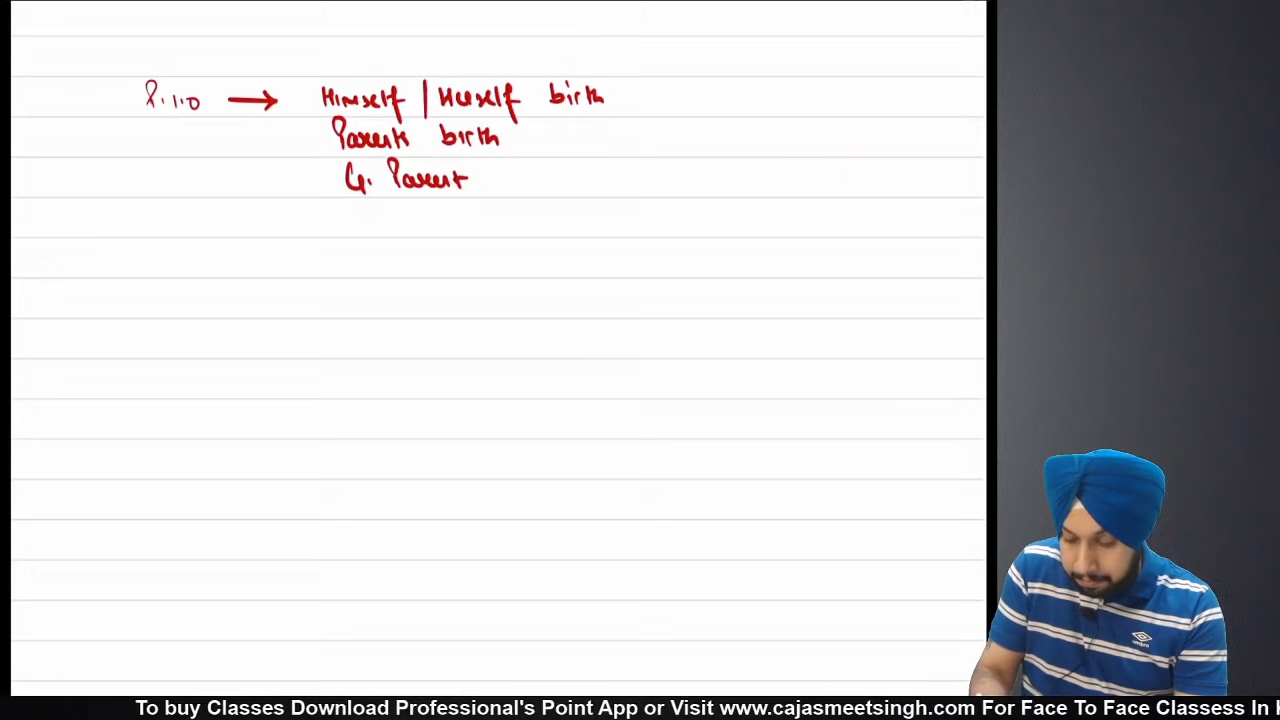 P.I.O → Himself | Herself birth
Parents birth
G. Parent
umbro
To buy Classes Download Professional's Point App or Visit www.cajasmeetsingh.com For Face To Face Classess In